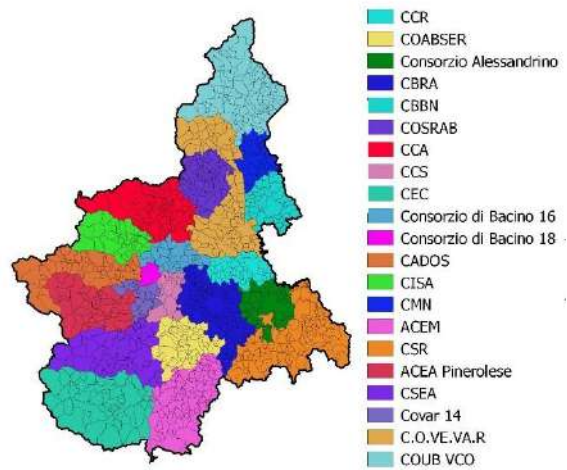 CCR
COABSER
Consorzio Alessandrino
CBRA
CBBN
COSRAB
CCA
CCS
CEC
Consorzio di Bacino 16
Consorzio di Bacino 18
CADOS
CISA
CMN
ACEM
CSR
ACEA Pinerolese
CSEA
Covar 14
C.O.VE.VA.R
COUB VCO